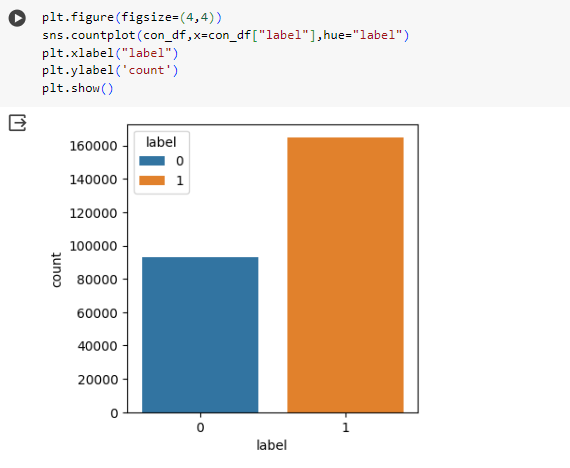 plt.figure(figsize=(4,4))
sns.countplot(con_df,x=con_df["label"],hue="label")
plt.xlabel("label")
plt.ylabel('count')
plt.show()
label
0
1
160000
140000
120000
100000
80000
60000
40000
20000
0
count
0 1
label